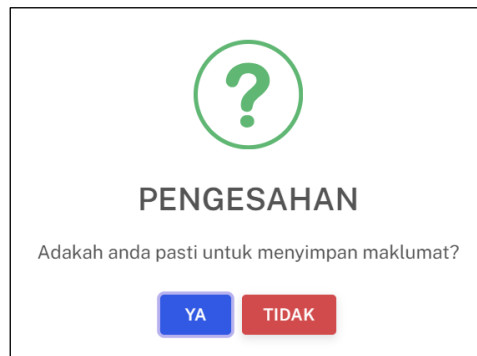 ?
PENGESAHAN
Adakah anda pasti untuk menyimpan maklumat?
YA TIDAK